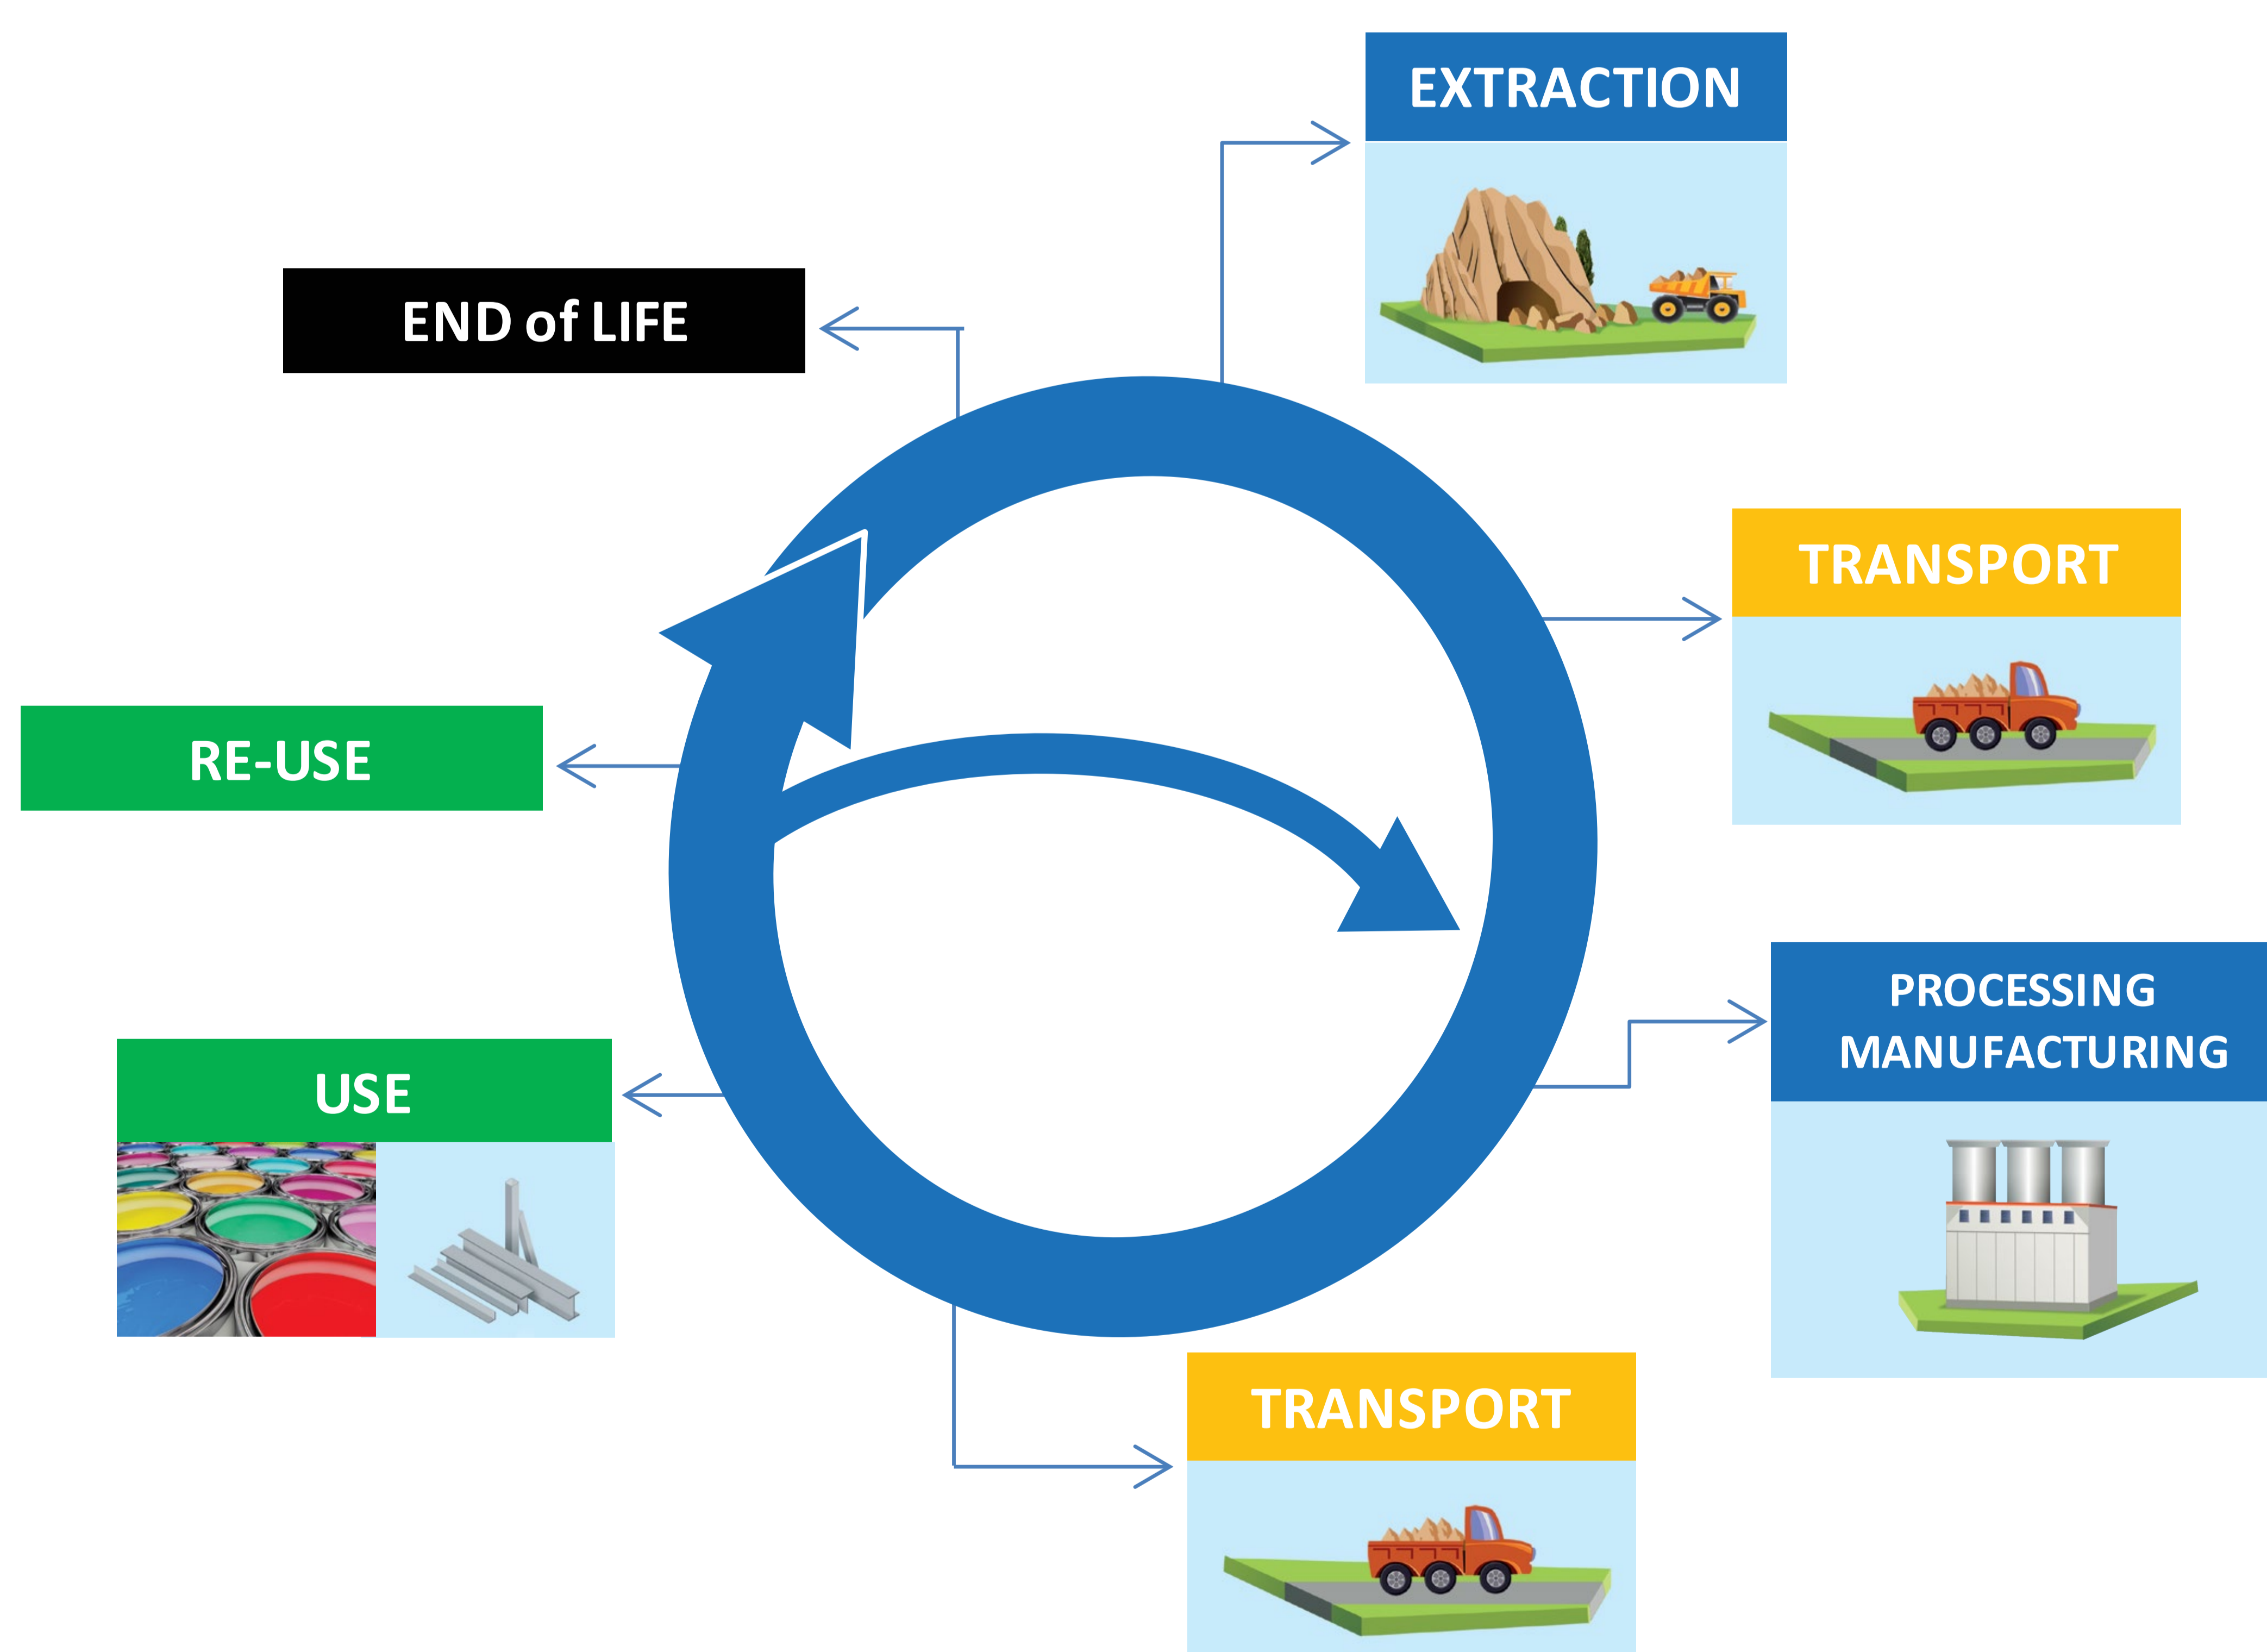 EXTRACTION
END of LIFE
TRANSPORT
RE-USE
PROCESSING
MANUFACTURING
USE
TRANSPORT